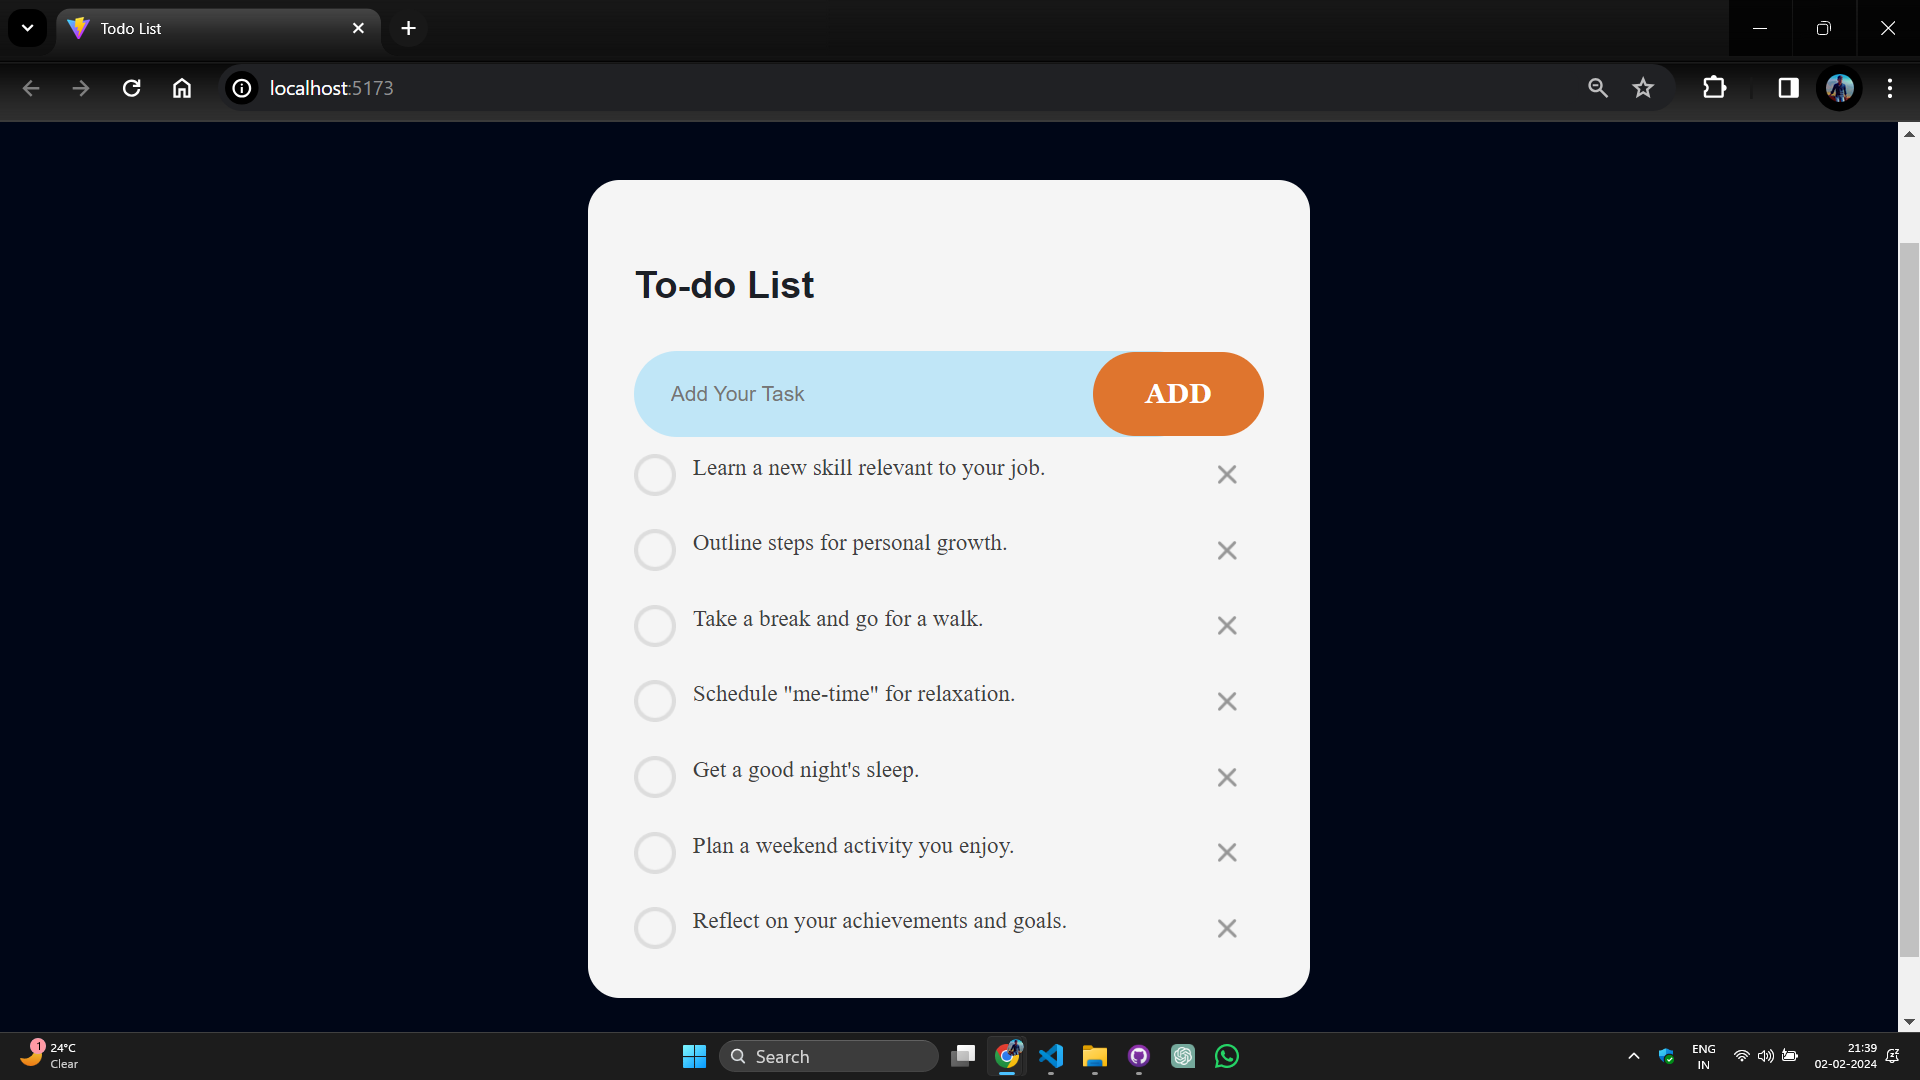 Todo List
localhost:5173
To-do List
Add Your Task
ADD
Learn a new skill relevant to your job.
Outline steps for personal growth.
Take a break and go for a walk.
Schedule "me-time" for relaxation.
Get a good night's sleep.
Plan a weekend activity you enjoy.
Reflect on your achievements and goals.
1
24°C
Clear
Search
ENG
IN
21:39
02-02-2024